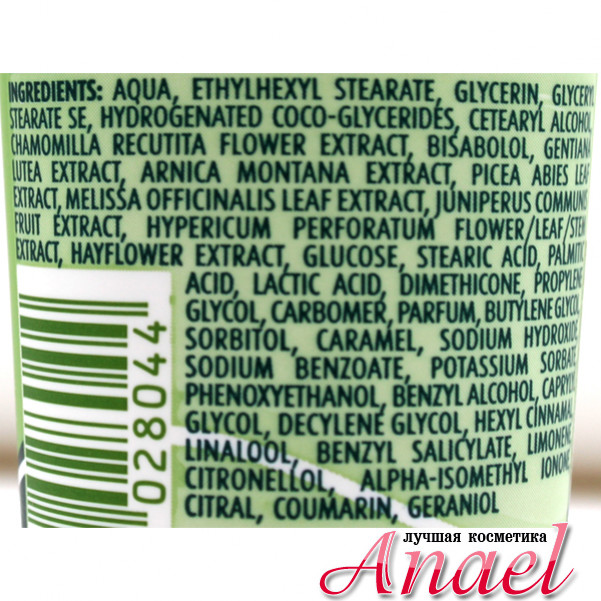 INGREDIENTS: AQUA, ETHYLHEXYL STEARATE, GLYCERIN, GLYCERYL
STEARATE SE, HYDROGENATED COCO-GLYCERIDES, CETEARYL ALCOHOL,
CHAMOMILLA RECUTITA FLOWER EXTRACT, BISABOLOL, GENTIANA
LUTEA EXTRACT, ARNICA MONTANA EXTRACT, PICEA ABIES LEAF
EXTRACT, MELISSA OFFICINALIS LEAF EXTRACT, JUNIPERUS COMMUNIS
FRUIT EXTRACT, HYPERICUM PERFORATUM FLOWER/LEAF/STEM
EXTRACT, HAYFLOWER EXTRACT, GLUCOSE, STEARIC ACID, PALMITIC
ACID, LACTIC ACID, DIMETHICONE, PROPYLENE
GLYCOL, CARBOMER, PARFUM, BUTYLENE GLYCOL,
SORBITOL, CARAMEL, SODIUM HYDROXIDE,
SODIUM BENZOATE, POTASSIUM SORBATE,
PHENOXYETHANOL, BENZYL ALCOHOL, CAPRYLYL
GLYCOL, DECYLENE GLYCOL, HEXYL CINNAMAL,
LINALOOL, BENZYL SALICYLATE, LIMONENE,
CITRONELLOL, ALPHA-ISOMETHYL IONONE,
CITRAL, COUMARIN, GERANIOL
028044
лучшая косметика
Anael